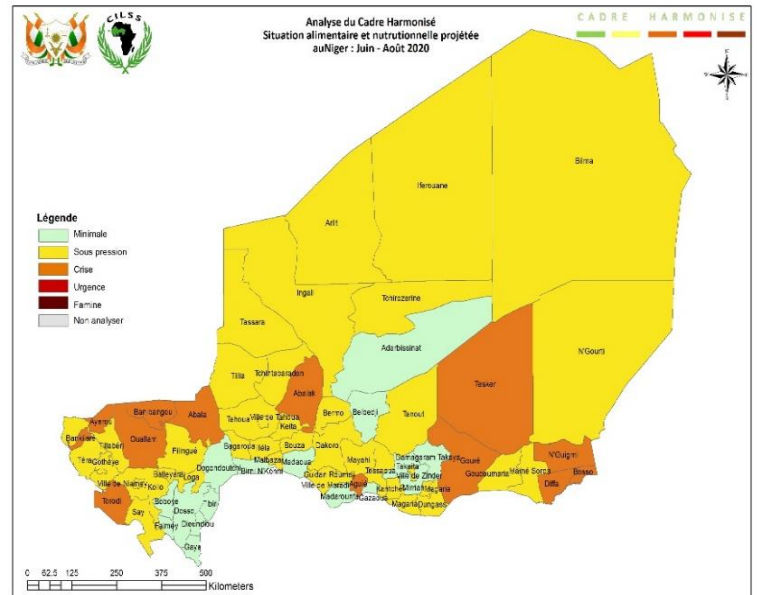 CILSS
Analyse du Cadre Harmonisé
Situation alimentaire et nutrutionnelle projetée
auNiger : Juin - Août 2020
CADRE HARMONISE
Bilma
Iferouane
Arlit
Ingall
Tchirozerine
Tassara
Aderbissinat
N'Gourti
Tesker
Tillia
Tchintabaraden
Abalak
Belbedji
Tanout
Bermo
Banibangou
Abala
Ayerou
Bankilaré
Ouallam
Tillabéri
Filingué
Tahoua
Ville de Tahoua
Keita
Bagaroua
Illéla
Bouza
Dakoro
Mayahi
Téra
Gothèye
Balleyara
Loga
Dogondoutchi
Malbaza
Madaoua
Birni N'Konni
Guidan Roumdji
Tessaoua
Damagaram Takaya
Takeita
Ville de Zinder
Mirriah
Gouré
Goudoumaria
Mainé Soroa
N'Guigmi
Bosso
Diffa
Ville de Niamey
Kollo
Torodi
Say
Boboye
Dosso
Tibiri
Falmey
Dioundiou
Gaya
Ville de Maradi
Madarounfa
Aguié
Gazaoua
Kantché
Magaria
Dungass
Légende
Minimale
Sous pression
Crise
Urgence
Famine
Non analyser
0 62.5 125 250 375 500
Kilometers